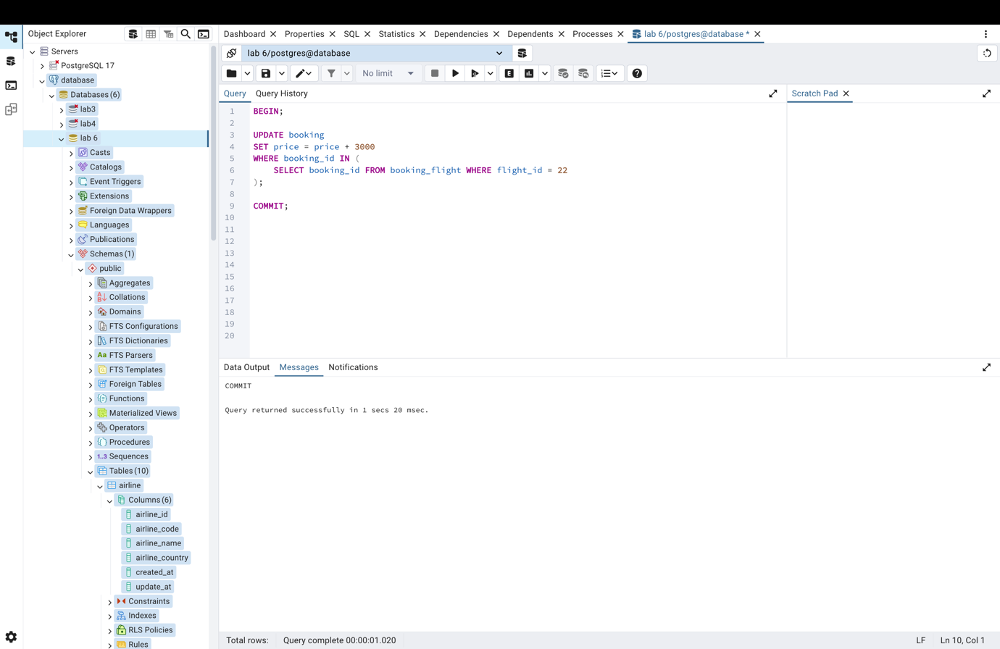 Object Explorer
Servers
PostgreSQL 17
database
Databases (6)
lab3
lab4
lab 6
Casts
Catalogs
Event Triggers
Extensions
Foreign Data Wrappers
Languages
Publications
Schemas (1)
public
Aggregates
Collations
Domains
FTS Configurations
FTS Dictionaries
Aa FTS Parsers
FTS Templates
Foreign Tables
Functions
Materialized Views
Operators
Procedures
1..3 Sequences
Tables (10)
airline
Columns (6)
airline_id
airline_code
airline_name
airline_country
created_at
update_at
Constraints
Indexes
RLS Policies
Rules
Dashboard Properties SQL Statistics Dependencies Dependents Processes lab 6/postgres@database *
lab 6/postgres@database
No limit E
Query Query History
Scratch Pad
1 BEGIN;
2
3 UPDATE booking
4 SET price = price + 3000
5 WHERE booking_id IN (
6 SELECT booking_id FROM booking_flight WHERE flight_id = 22
7 );
8
9 COMMIT;
10
11
12
13
14
15
16
17
18
19
20
Data Output Messages Notifications
COMMIT
Query returned successfully in 1 secs 20 msec.
Total rows: Query complete 00:00:01.020 LF Ln 10, Col 1